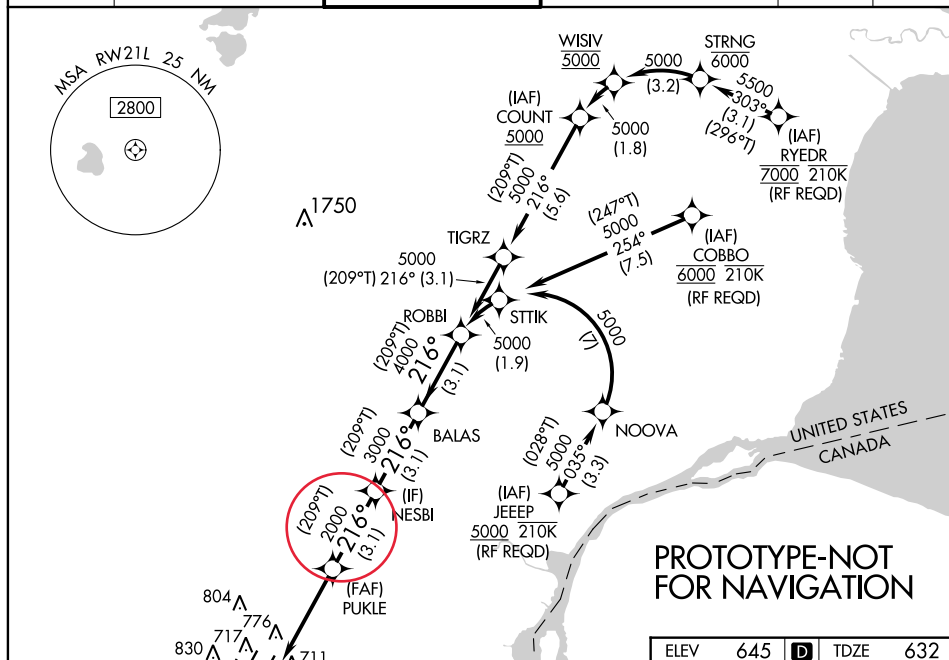 MSA RW21L 25 NM
2800
1750
WISIV
5000
STRNG
6000
5000
(3.2)
5500
303°
(3.1)
(296°T)
(IAF)
RYEDR
7000 210K
(RF REQD)
(IAF)
COUNT
5000
5000
(1.8)
(209°T)
5000
216°
(5.6)
(247°T)
5000
254°
(7.5)
(IAF)
COBBO
6000 210K
(RF REQD)
TIGRZ
5000
(209°T) 216° (3.1)
STTIK
ROBBI
5000
(1.9)
5000
(7)
(209°T)
4000
216°
(3.1)
BALAS
NOOVA
(028°T)
5000
035°
(3.3)
(IAF)
JEEEP
5000 210K
(RF REQD)
UNITED STATES
CANADA
(209°T)
3000
216°
(3.1)
(IF)
NESBI
(209°T)
2000
216°
(3.1)
(FAF)
PUKLE
PROTOTYPE-NOT
FOR NAVIGATION
804
776
717
830
711
ELEV 645 D TDZE 632